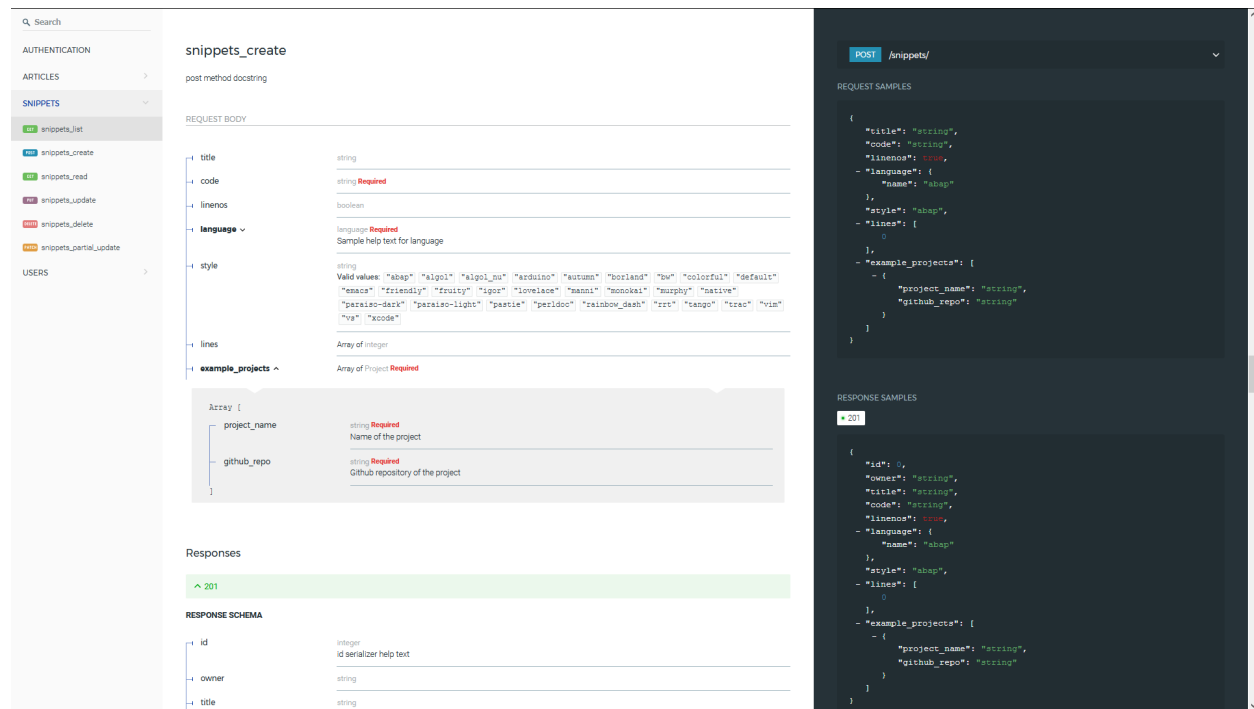 Search
AUTHENTICATION
ARTICLES
SNIPPETS
GET snippets_list
POST snippets_create
GET snippets_read
PUT snippets_update
DELETE snippets_delete
PATCH snippets_partial_update
USERS
snippets_create
post method docstring
REQUEST BODY
title string
code string Required
linenos boolean
language language Required
Sample help text for language
style string
Valid values: "abap" "algol" "algol_nu" "arduino" "autumn" "borland" "bw" "colorful" "default"
"emacs" "friendly" "fruity" "igor" "lovelace" "manni" "monokai" "murphy" "native"
"paraiso-dark" "paraiso-light" "pastie" "perldoc" "rainbow_dash" "rrt" "tango" "trac" "vim"
"vs" "xcode"
lines Array of integer
example_projects Array of Project Required
Array [
project_name string Required
Name of the project
github_repo string Required
Github repository of the project
]
Responses
201
RESPONSE SCHEMA
id integer
id serializer help text
owner string
title string
POST /snippets/
REQUEST SAMPLES
{
"title": "string",
"code": "string",
"linenos": true,
- "language": {
"name": "abap"
},
"style": "abap",
- "lines": [
0
],
- "example_projects": [
- {
"project_name": "string",
"github_repo": "string"
}
]
}
RESPONSE SAMPLES
201
{
"id": 0,
"owner": "string",
"title": "string",
"code": "string",
"linenos": true,
- "language": {
"name": "abap"
},
"style": "abap",
- "lines": [
0
],
- "example_projects": [
- {
"project_name": "string",
"github_repo": "string"
}
]
}